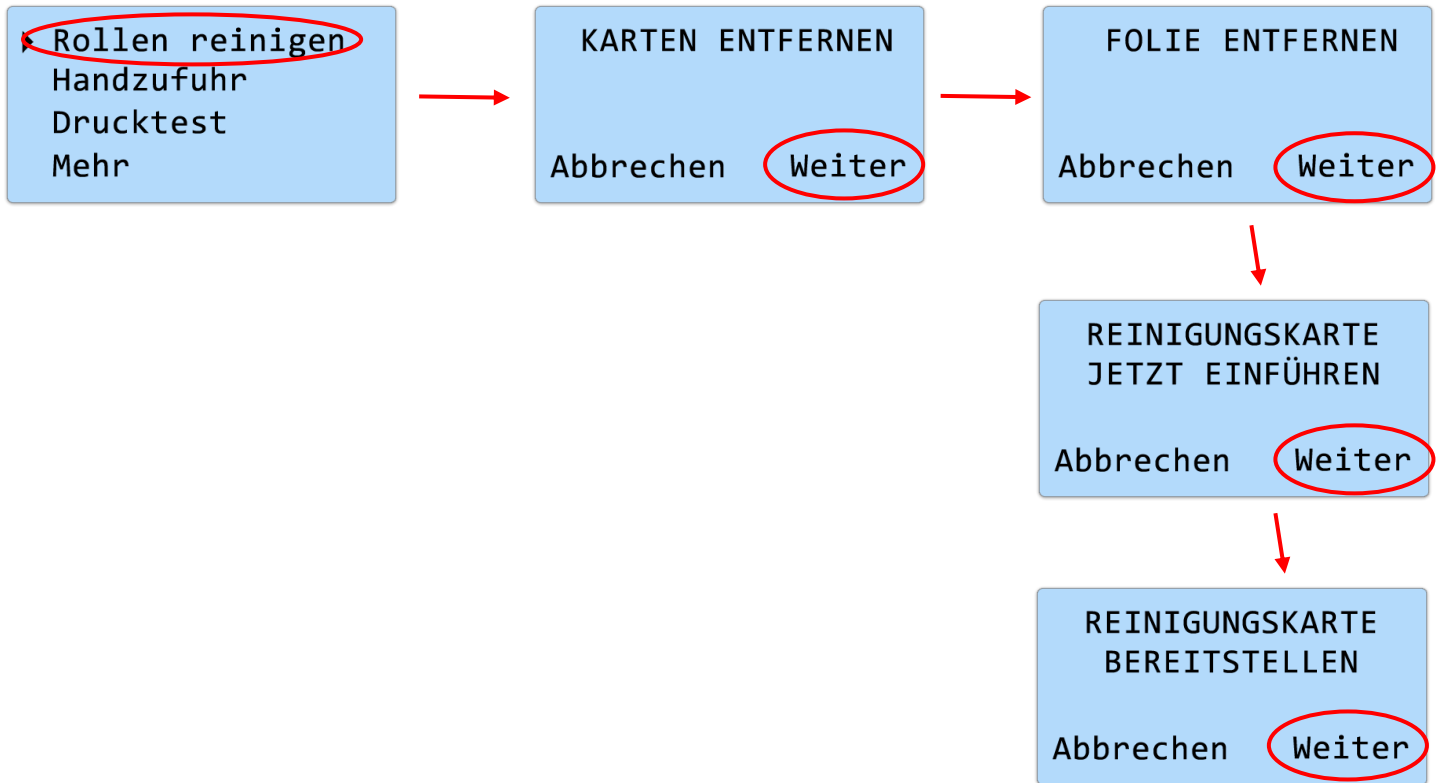 Rollen reinigen
Handzufuhr
Drucktest
Mehr
KARTEN ENTFERNEN
Abbrechen Weiter
FOLIE ENTFERNEN
Abbrechen Weiter
REINIGUNGSKARTE
JETZT EINFÜHREN
Abbrechen Weiter
REINIGUNGSKARTE
BEREITSTELLEN
Abbrechen Weiter